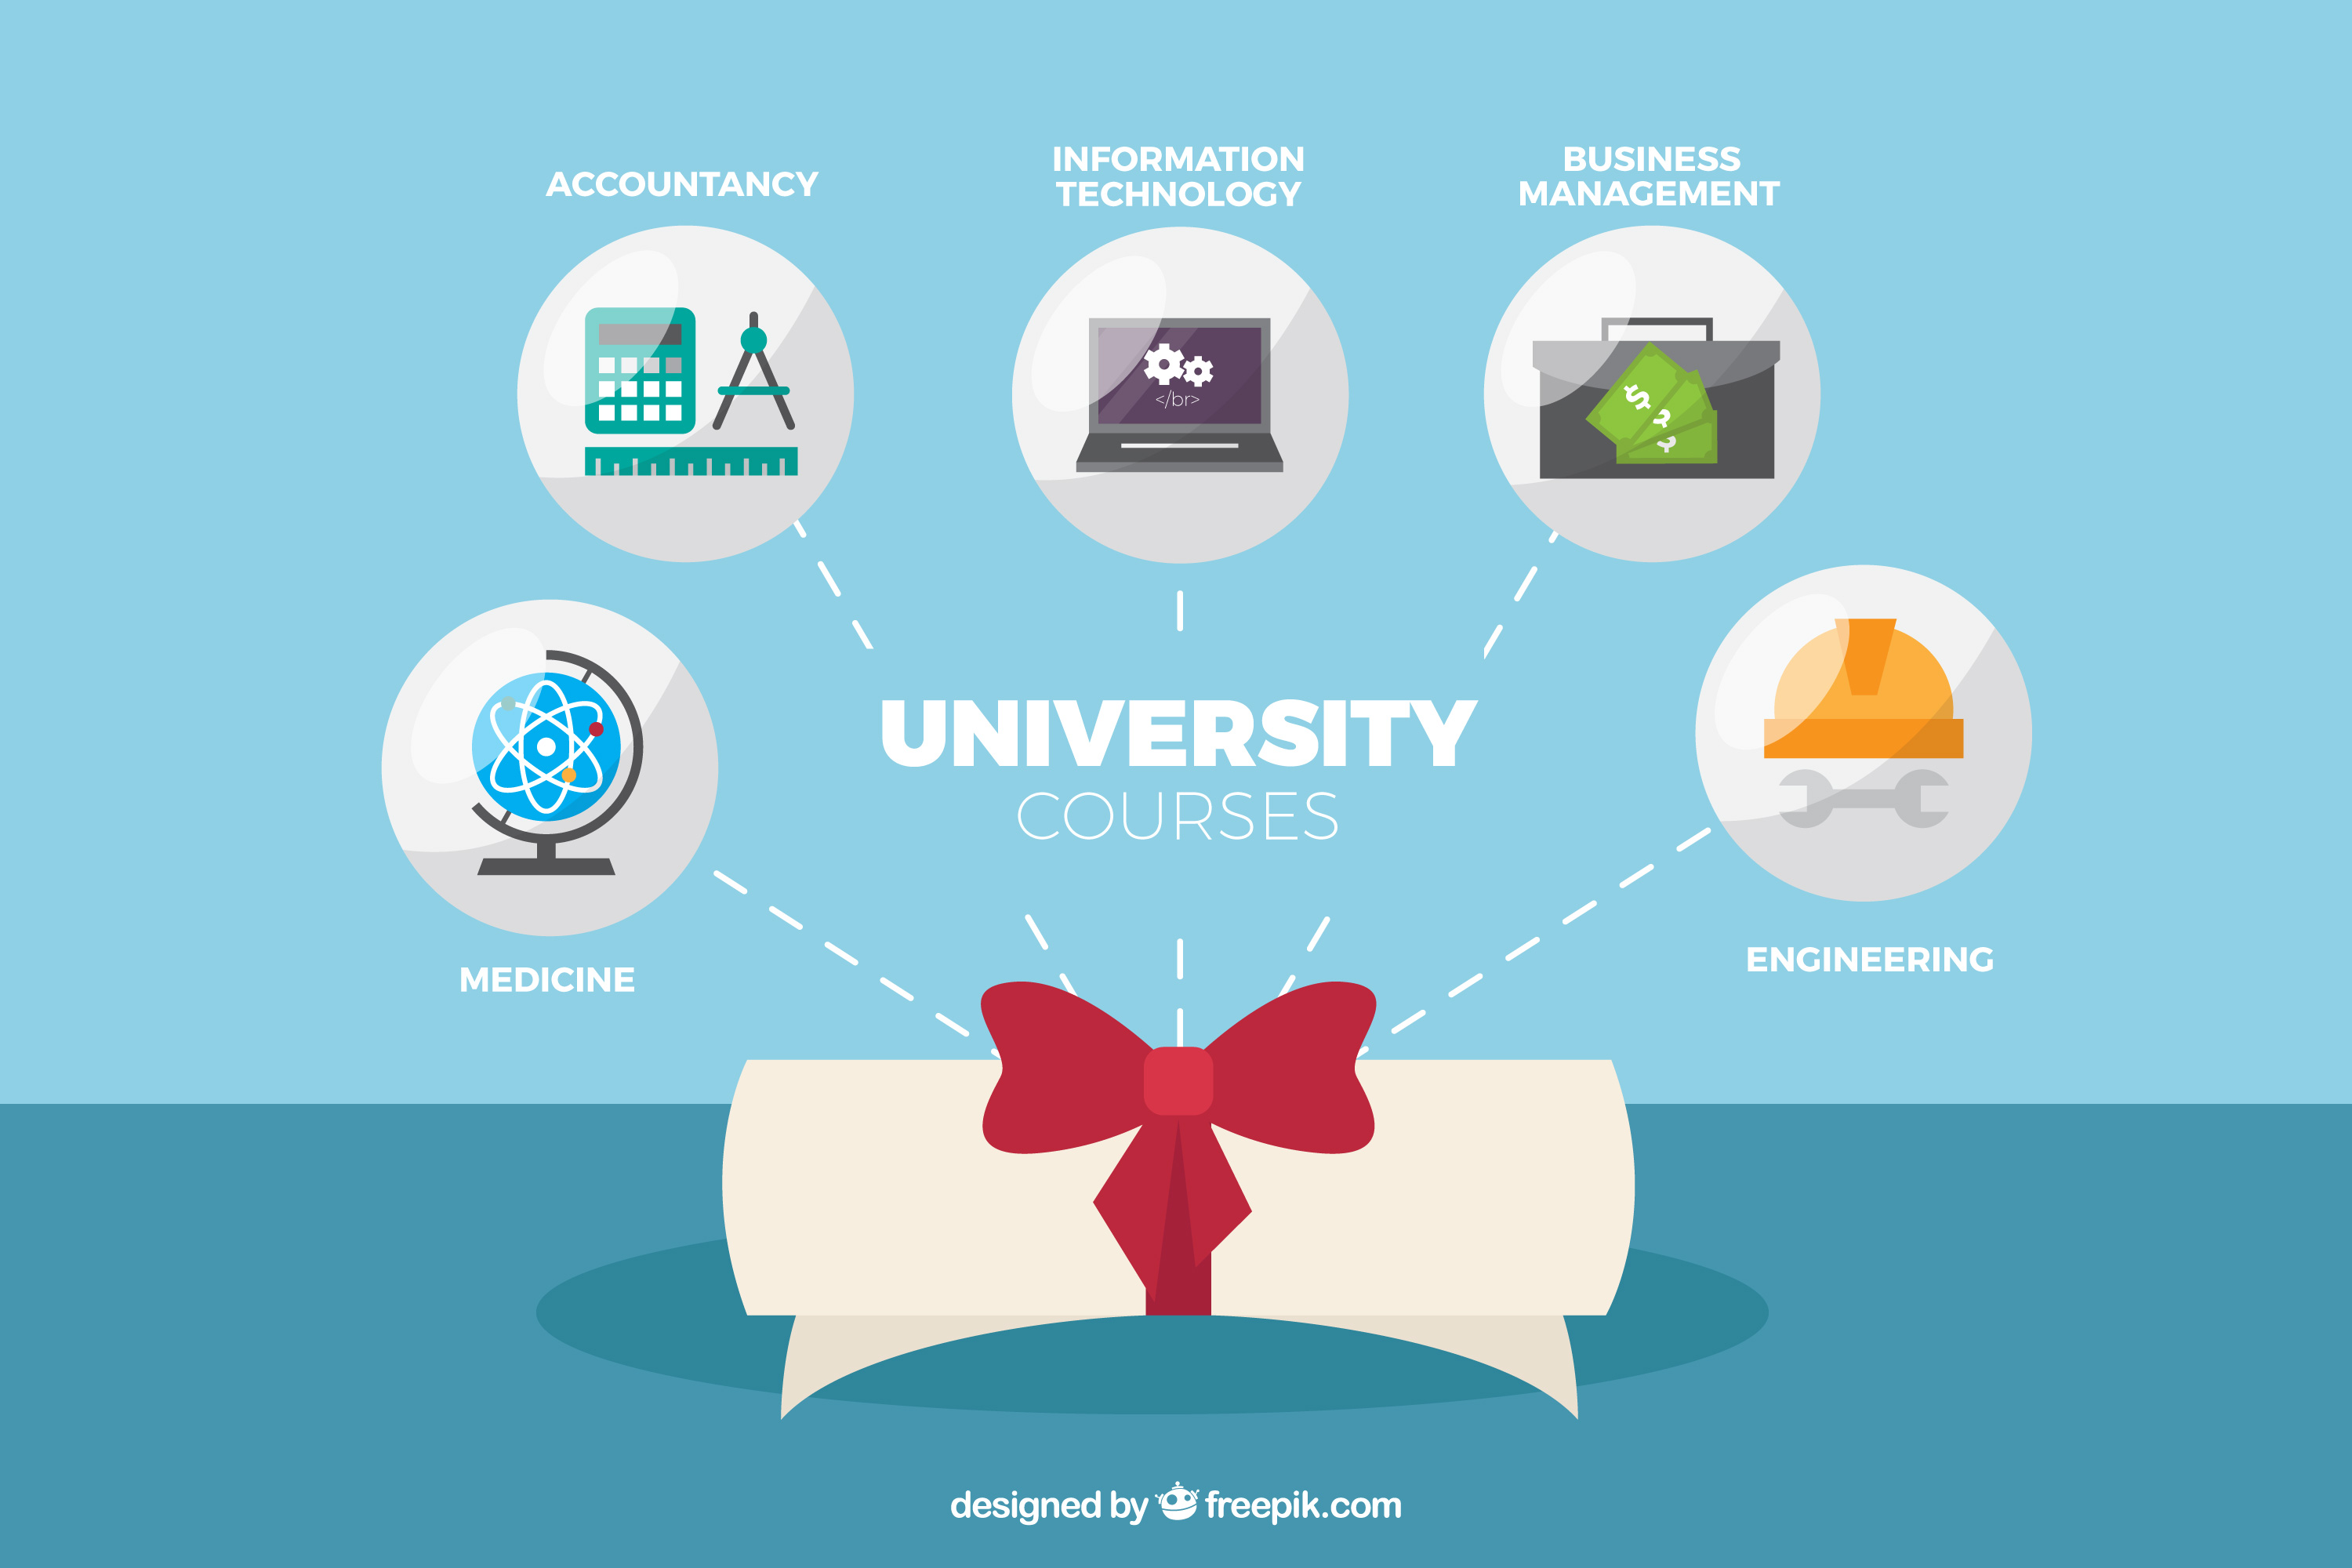 ACCOUNTANCY
INFORMATION
TECHNOLOGY
BUSINESS
MANAGEMENT
$ $ $
</br>
UNIVERSITY
COURSES
MEDICINE
ENGINEERING
designed by freepik.com